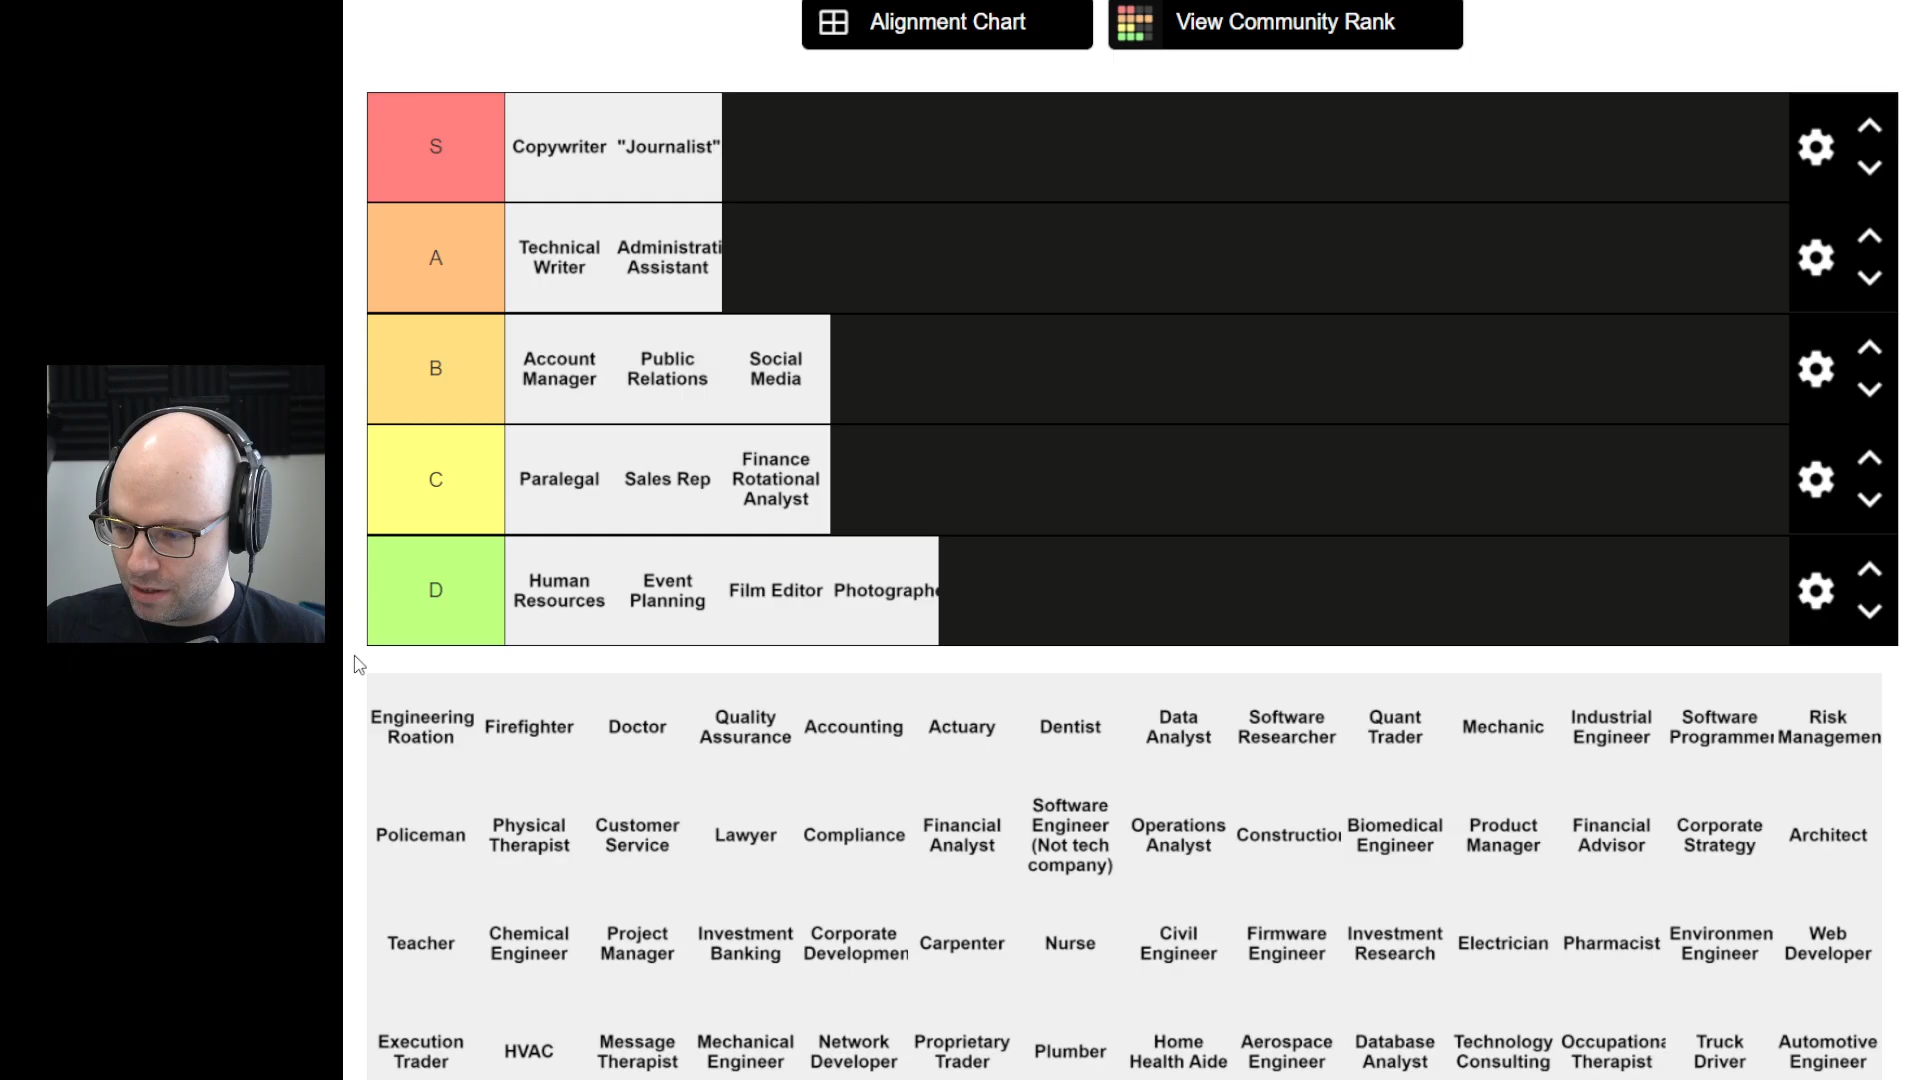 Alignment Chart
View Community Rank
S
Copywriter
"Journalist"
A
Technical
Writer
Administrati
Assistant
B
Account
Manager
Public
Relations
Social
Media
C
Paralegal
Sales Rep
Finance
Rotational
Analyst
D
Human
Resources
Event
Planning
Film Editor
Photographe
Engineering
Roation
Firefighter
Doctor
Quality
Assurance
Accounting
Actuary
Dentist
Data
Analyst
Software
Researcher
Quant
Trader
Mechanic
Industrial
Engineer
Software
Programmer
Risk
Managemen
Policeman
Physical
Therapist
Customer
Service
Lawyer
Compliance
Financial
Analyst
Software
Engineer
(Not tech
company)
Operations
Analyst
Construction
Biomedical
Engineer
Product
Manager
Financial
Advisor
Corporate
Strategy
Architect
Teacher
Chemical
Engineer
Project
Manager
Investment
Banking
Corporate
Developmen
Carpenter
Nurse
Civil
Engineer
Firmware
Engineer
Investment
Research
Electrician
Pharmacist
Environmen
Engineer
Web
Developer
Execution
Trader
HVAC
Message
Therapist
Mechanical
Engineer
Network
Developer
Proprietary
Trader
Plumber
Home
Health Aide
Aerospace
Engineer
Database
Analyst
Technology
Consulting
Occupationa
Therapist
Truck
Driver
Automotive
Engineer